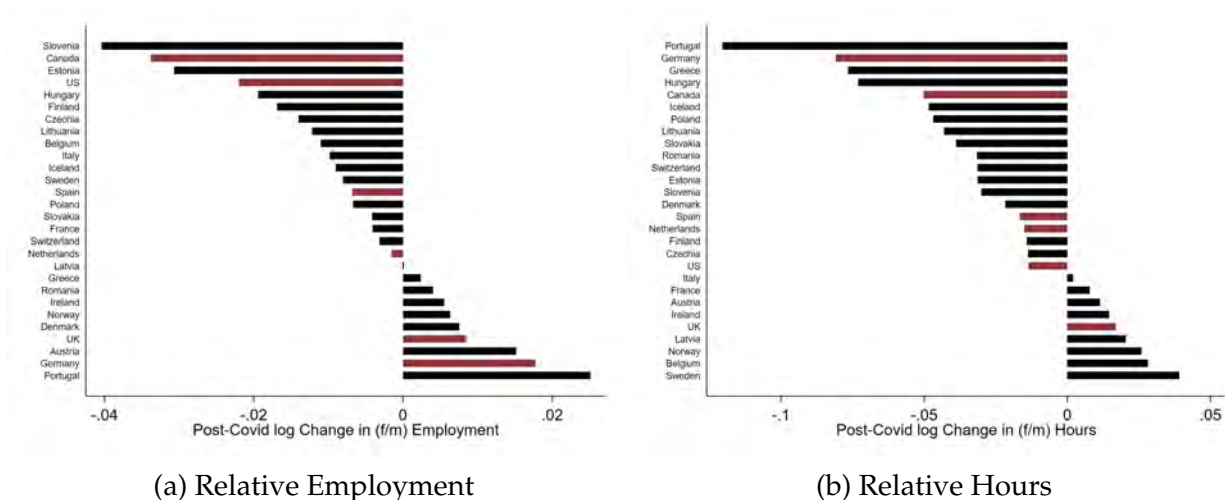 Slovenia
Canada
Estonia
US
Hungary
Finland
Czechia
Lithuania
Belgium
Italy
Iceland
Sweden
Spain
Poland
Slovakia
France
Switzerland
Netherlands
Latvia
Greece
Romania
Ireland
Norway
Denmark
UK
Austria
Germany
Portugal
-.04 -.02 0 .02
Post-Covid log Change in (f/m) Employment
(a) Relative Employment
Portugal
Germany
Greece
Hungary
Canada
Iceland
Poland
Lithuania
Slovakia
Romania
Switzerland
Estonia
Slovenia
Denmark
Spain
Netherlands
Finland
Czechia
US
Italy
France
Austria
Ireland
UK
Latvia
Norway
Belgium
Sweden
-.1 -.05 0 .05
Post-Covid log Change in (f/m) Hours
(b) Relative Hours